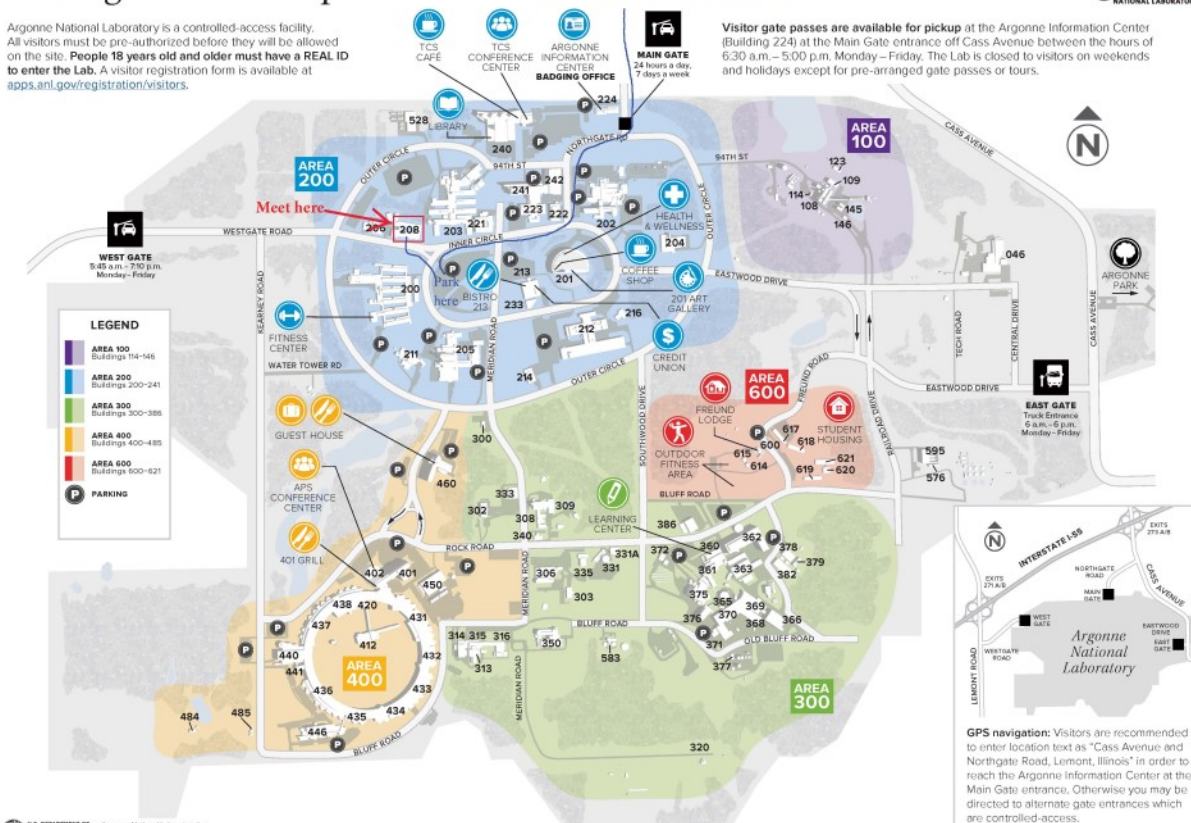 Argonne National Laboratory is a controlled-access facility.
All visitors must be pre-authorized before they will be allowed
on the site. People 18 years old and older must have a REAL ID
to enter the Lab. A visitor registration form is available at
apps.anl.gov/registration/visitors.
TCS
CAFÉ
TCS
CONFERENCE
CENTER
ARGONNE
INFORMATION
CENTER
BADGING OFFICE
MAIN GATE
24 hours a day,
7 days a week
NATIONAL LABORATORY
Visitor gate passes are available for pickup at the Argonne Information Center
(Building 224) at the Main Gate entrance off Cass Avenue between the hours of
6:30 a.m.– 5:00 p.m. Monday – Friday. The Lab is closed to visitors on weekends
and holidays except for pre-arranged gate passes or tours.
N
CASS AVENUE
LIBRARY
528
240
P
224
NORTHGATE RD
AREA
100
123
109
114
108
145
146
94TH ST
AREA
200
OUTER CIRCLE
94TH ST
242
241
223
222
221
203
202
204
OUTER CIRCLE
HEALTH
& WELLNESS
Meet here
206
208
INNER CIRCLE
WEST GATE
5:45 a.m.- 7:10 p.m.
Monday – Friday
WESTGATE ROAD
KEARNEY ROAD
200
Park
here
BISTRO
213
213
233
201
COFFEE
SHOP
201 ART
GALLERY
EASTWOOD DRIVE
046
ARGONNE
PARK
CASS AVENUE
TECH ROAD
CENTRAL DRIVE
FITNESS
CENTER
211
205
MERIDIAN ROAD
212
216
214
CREDIT
UNION
OUTER CIRCLE
WATER TOWER RD
LEGEND
AREA 100
Buildings 114–146
AREA 200
Buildings 200–241
AREA 300
Buildings 300–386
AREA 400
Buildings 400–485
AREA 600
Buildings 600–621
P PARKING
EASTWOOD DRIVE
EAST GATE
Truck Entrance
6 a.m.– 6 p.m.
Monday – Friday
FREUND ROAD
RAILROAD DRIVE
SOUTHWOOD DRIVE
AREA
600
FREUND
LODGE
STUDENT
HOUSING
OUTDOOR
FITNESS
AREA
600
617
618
615
614
621
620
619
595
576
BLUFF ROAD
GUEST HOUSE
300
460
APS
CONFERENCE
CENTER
401 GRILL
333
302
308
309
340
LEARNING
CENTER
386
ROCK ROAD
402
401
450
306
335
331
331A
303
372
360
362
378
379
361
363
382
375
365
370
369
368
366
376
371
377
MERIDIAN ROAD
BLUFF ROAD
OLD BLUFF ROAD
438
420
437
412
431
432
433
434
435
436
440
441
446
AREA
400
484
485
BLUFF ROAD
314
315
316
313
350
583
MERIDIAN ROAD
320
AREA
300
N
INTERSTATE I-55
EXITS
273 A/B
EXITS
271 A/B
NORTHGATE
ROAD
MAIN
GATE
CASS AVENUE
WEST
GATE
WESTGATE
ROAD
LEMONT ROAD
EASTWOOD
DRIVE
EAST
GATE
Argonne
National
Laboratory
GPS navigation: Visitors are recommended
to enter location text as "Cass Avenue and
Northgate Road, Lemont, Illinois" in order to
reach the Argonne Information Center at the
Main Gate entrance. Otherwise you may be
directed to alternate gate entrances which
are controlled-access.